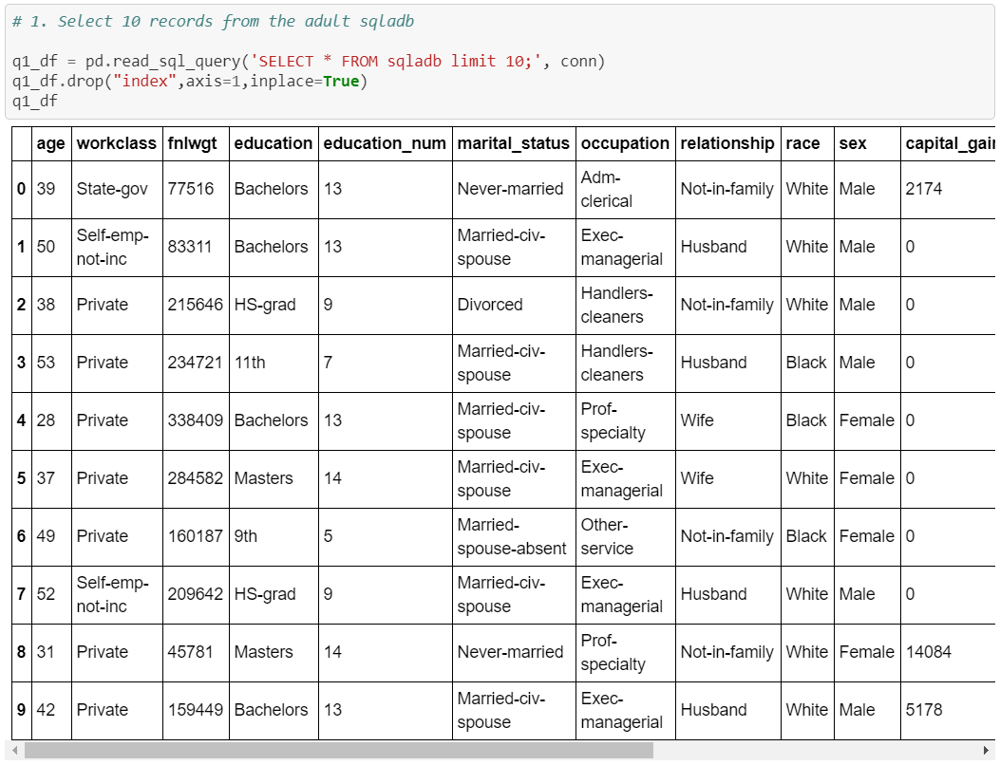 # 1. Select 10 records from the adult sqladb
q1_df = pd.read_sql_query('SELECT * FROM sqladb limit 10;', conn)
q1_df.drop("index",axis=1,inplace=True)
q1_df
age workclass fnlwgt education education_num marital_status occupation relationship race sex capital_gai
0 39 State-gov 77516 Bachelors 13 Never-married Adm-clerical Not-in-family White Male 2174
1 50 Self-emp-not-inc 83311 Bachelors 13 Married-civ-spouse Exec-managerial Husband White Male 0
2 38 Private 215646 HS-grad 9 Divorced Handlers-cleaners Not-in-family White Male 0
3 53 Private 234721 11th 7 Married-civ-spouse Handlers-cleaners Husband Black Male 0
4 28 Private 338409 Bachelors 13 Married-civ-spouse Prof-specialty Wife Black Female 0
5 37 Private 284582 Masters 14 Married-civ-spouse Exec-managerial Wife White Female 0
6 49 Private 160187 9th 5 Married-spouse-absent Other-service Not-in-family Black Female 0
7 52 Self-emp-not-inc 209642 HS-grad 9 Married-civ-spouse Exec-managerial Husband White Male 0
8 31 Private 45781 Masters 14 Never-married Prof-specialty Not-in-family White Female 14084
9 42 Private 159449 Bachelors 13 Married-civ-spouse Exec-managerial Husband White Male 5178